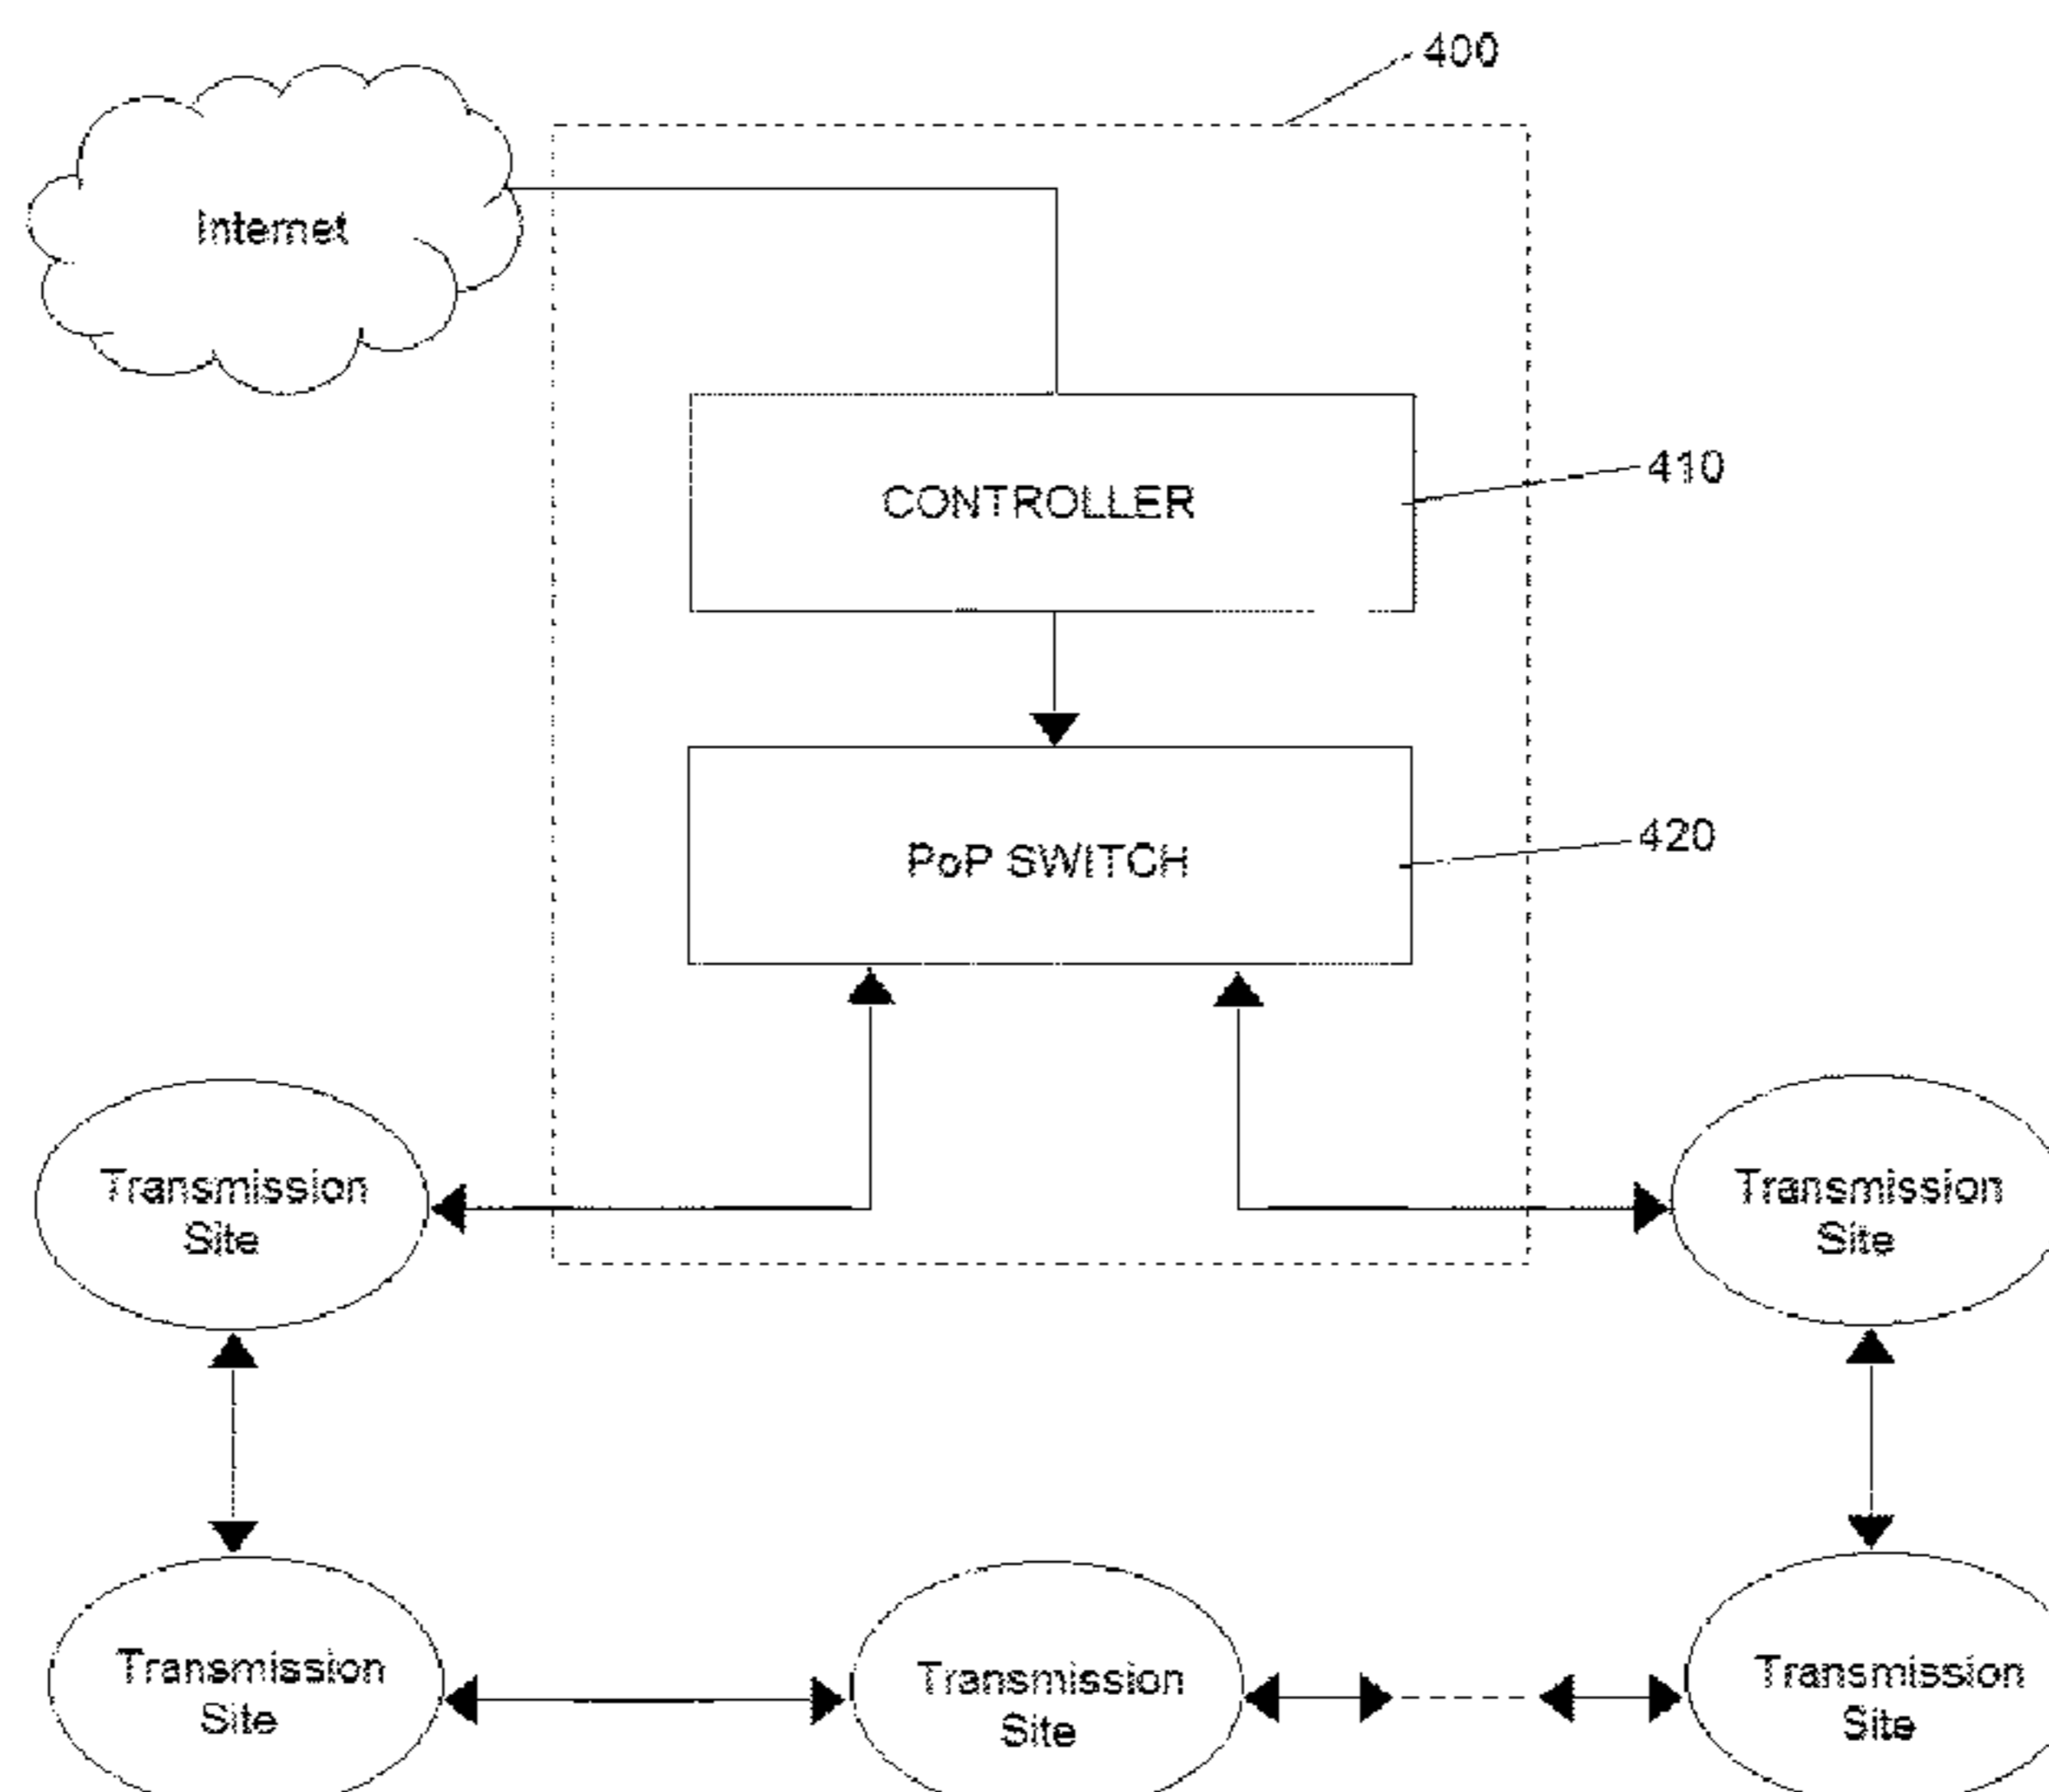 400
Internet
410
CONTROLLER
420
PoP SWITCH
Transmission
Site
Transmission
Site
Transmission
Site
Transmission
Site
Transmission
Site